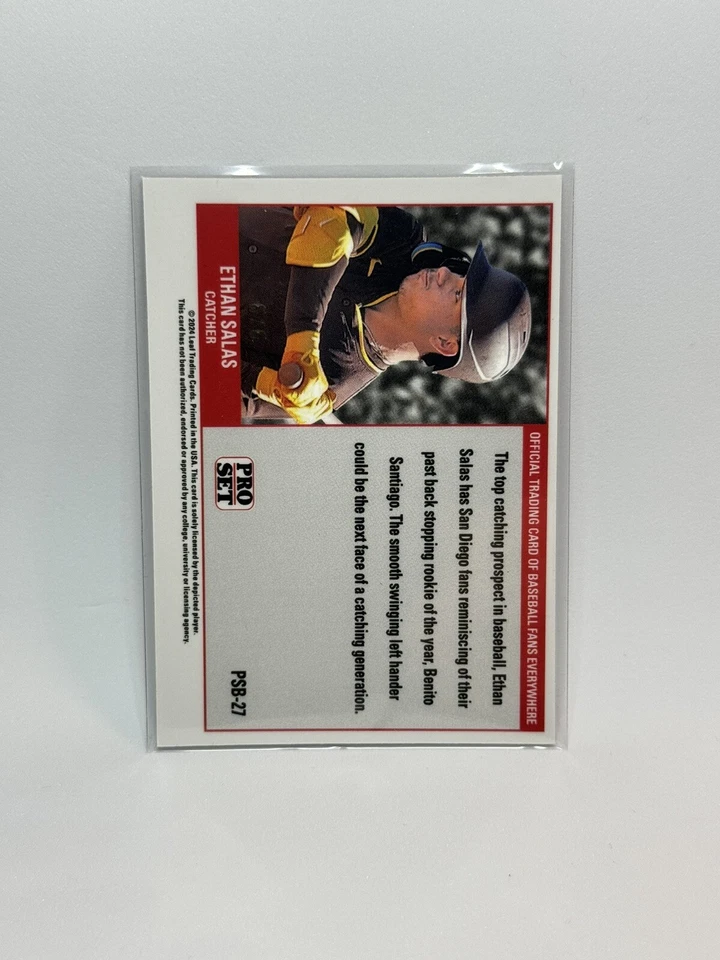 OFFICIAL TRADING CARD OF BASEBALL FANS EVERYWHERE
The top catching prospect in baseball, Ethan
Salas has San Diego fans reminiscing of their
past back stopping rookie of the year, Benito
Santiago. The smooth swinging left hander
could be the next face of a catching generation.
ETHAN SALAS
CATCHER
PRO
SET
PSB-27
© 2024 Leaf Trading Cards. Printed in the USA. This card is solely licensed by the depicted player.
This card has not been authorized, endorsed or approved by any college, university or licensing agency.